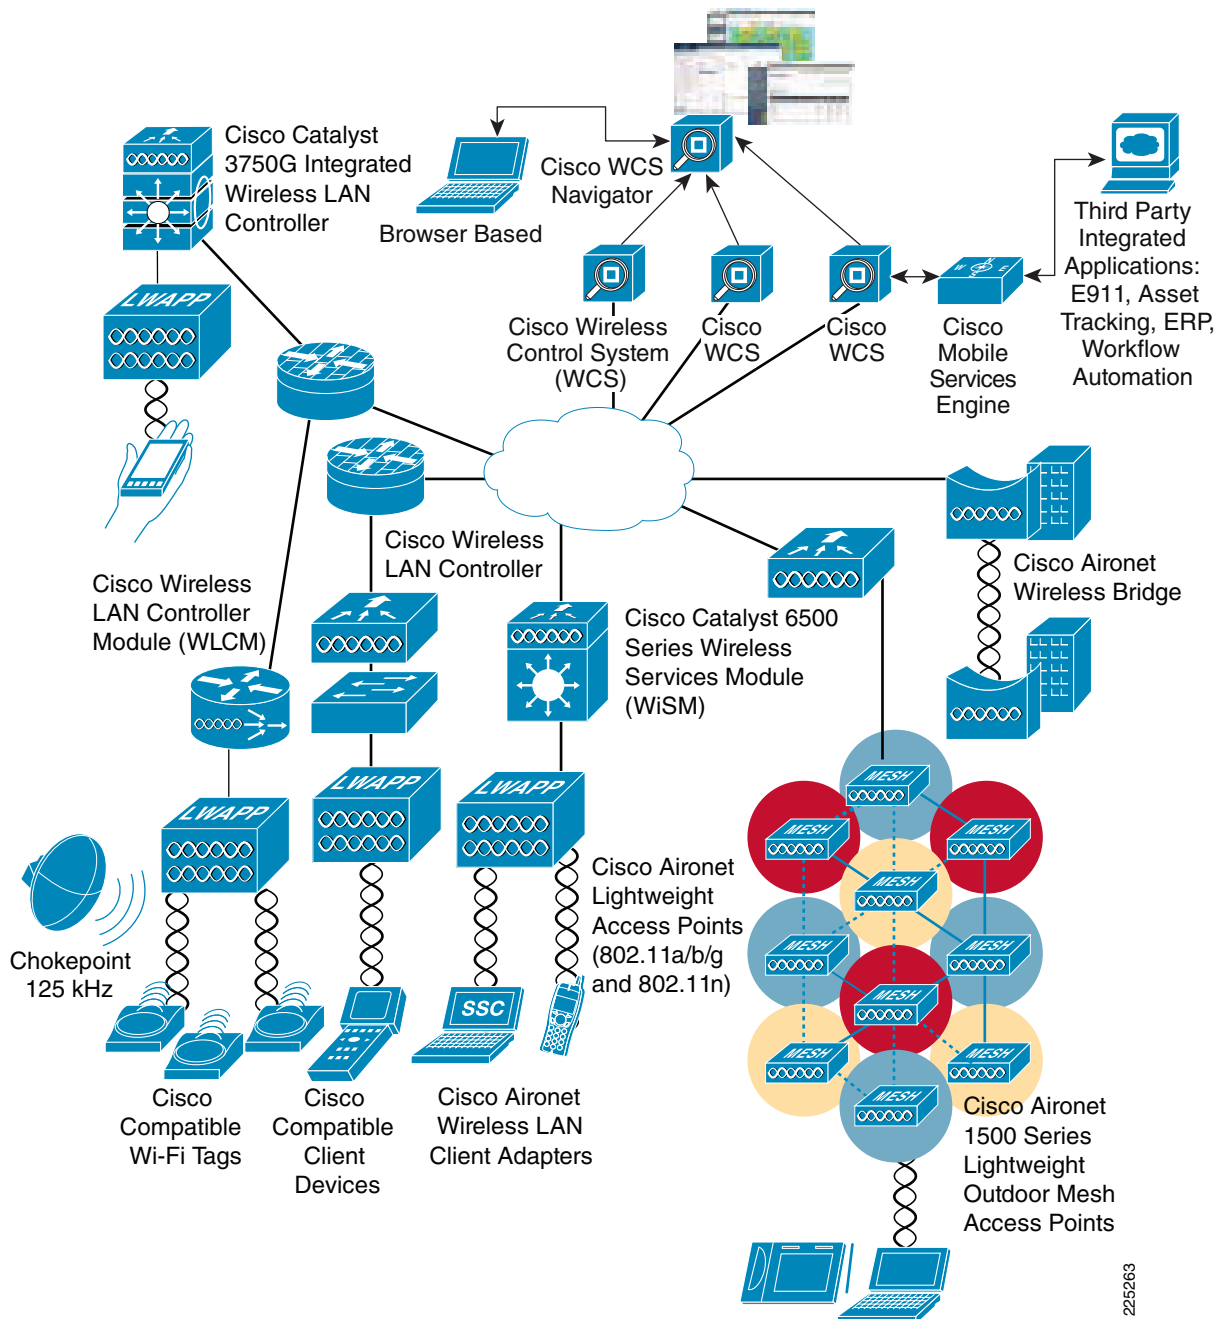 Cisco Catalyst
3750G Integrated
Wireless LAN
Controller
Browser Based
Cisco WCS
Navigator
Third Party
Integrated
Applications:
E911, Asset
Tracking, ERP,
Workflow
Automation
Cisco Wireless
Control System
(WCS)
Cisco
WCS
Cisco
WCS
W
E
Cisco
Mobile
Services
Engine
LWAPP
Cisco Wireless
LAN Controller
Cisco Wireless
LAN Controller
Module (WLCM)
Cisco Aironet
Wireless Bridge
Cisco Catalyst 6500
Series Wireless
Services Module
(WiSM)
LWAPP
LWAPP
LWAPP
Cisco Aironet
Lightweight
Access Points
(802.11a/b/g
and 802.11n)
Chokepoint
125 kHz
SSC
MESH
MESH
MESH
MESH
MESH
MESH
MESH
MESH
MESH
MESH
Cisco
Compatible
Wi-Fi Tags
Cisco
Compatible
Client
Devices
Cisco Aironet
Wireless LAN
Client Adapters
Cisco Aironet
1500 Series
Lightweight
Outdoor Mesh
Access Points
225263